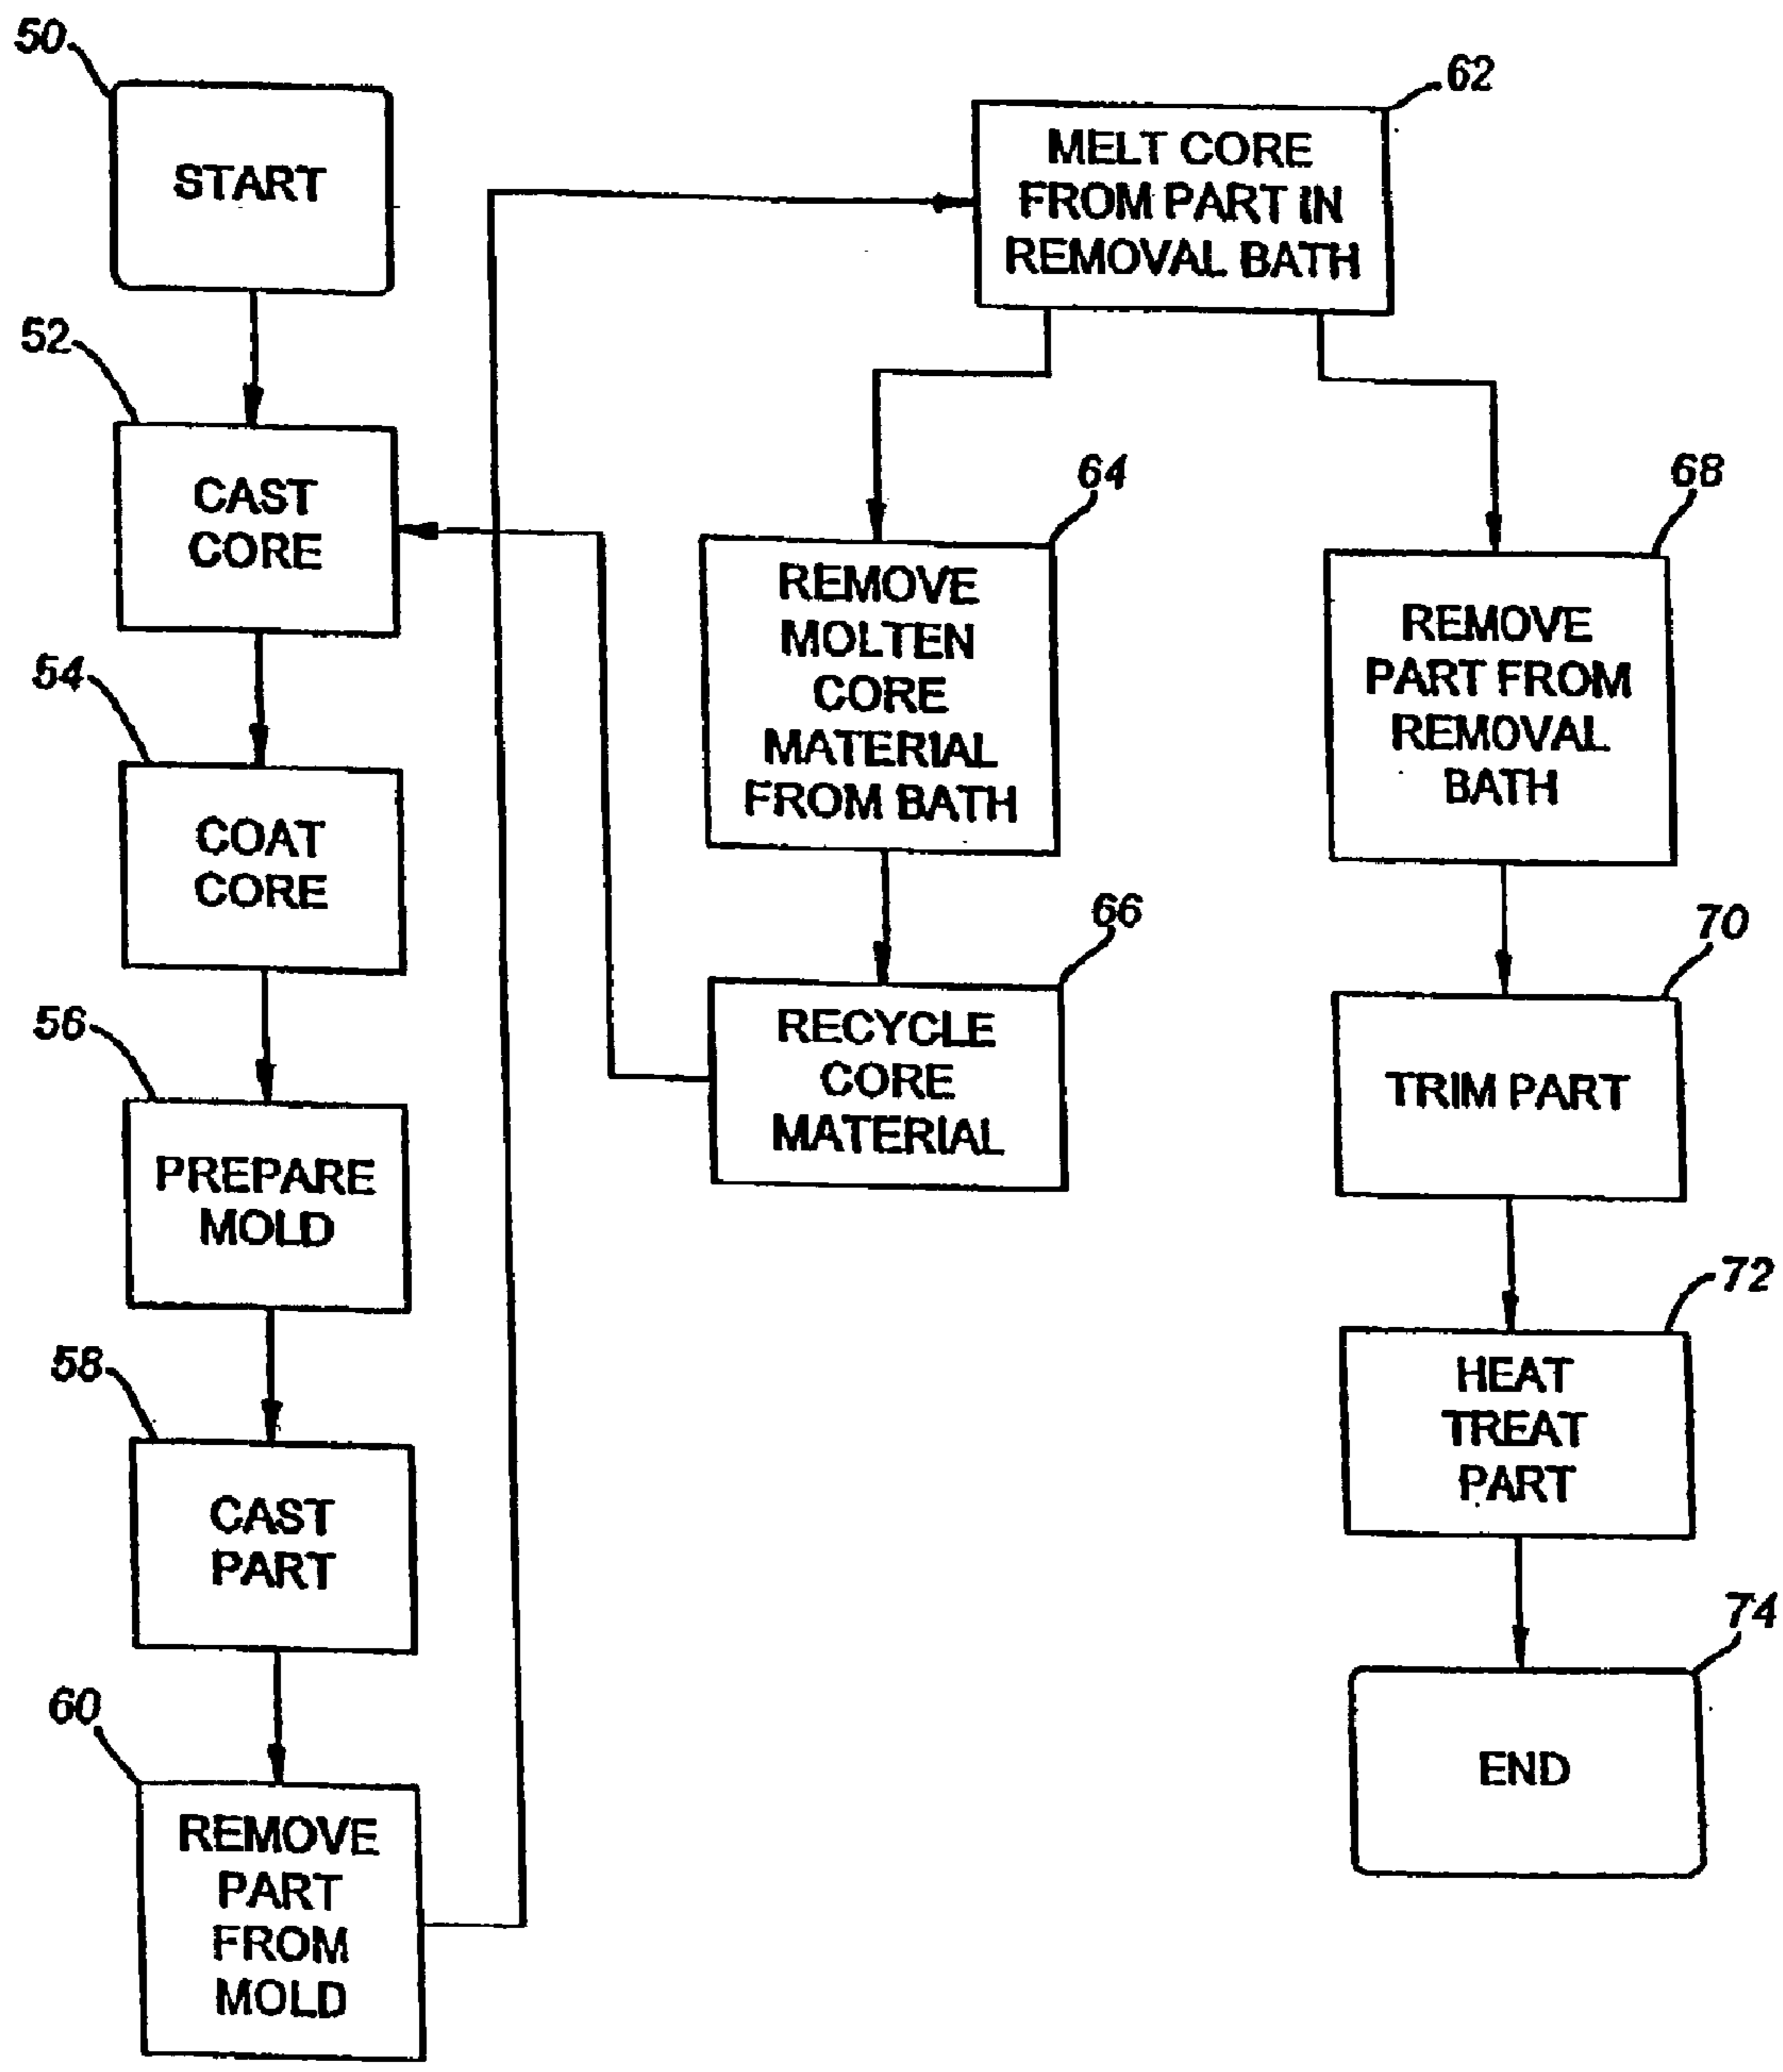 50
START
52
CAST
CORE
54
COAT
CORE
56
PREPARE
MOLD
58
CAST
PART
60
REMOVE
PART
FROM
MOLD
62
MELT CORE
FROM PART IN
REMOVAL BATH
64
REMOVE
MOLTEN
CORE
MATERIAL
FROM BATH
66
RECYCLE
CORE
MATERIAL
68
REMOVE
PART FROM
REMOVAL
BATH
70
TRIM PART
72
HEAT
TREAT
PART
74
END